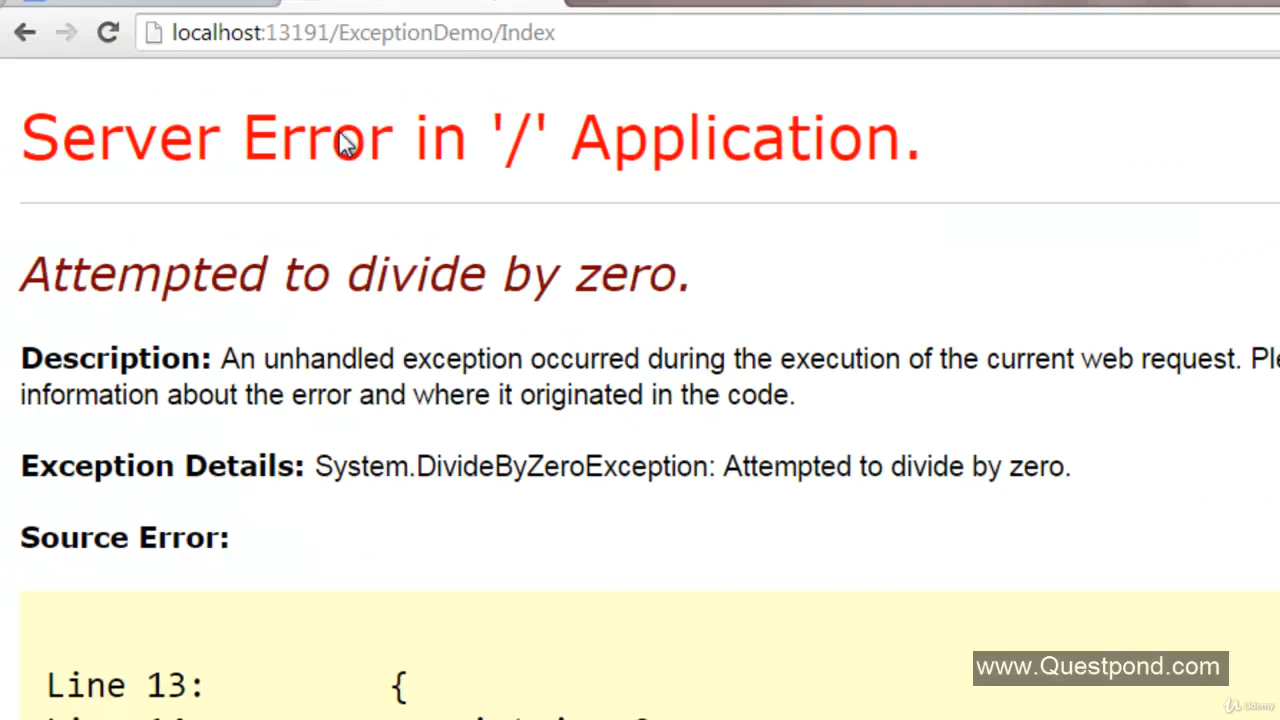 localhost:13191/ExceptionDemo/Index
Server Error in '/' Application.
Attempted to divide by zero.
Description: An unhandled exception occurred during the execution of the current web request.
information about the error and where it originated in the code.
Exception Details: System.DivideByZeroException: Attempted to divide by zero.
Source Error:
Line 13: {
www.Questpond.com
Udemy